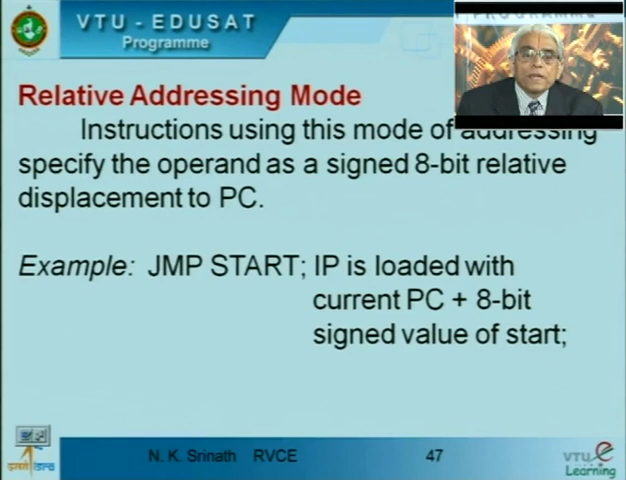 VTU - EDUSAT
Programme
Relative Addressing Mode
Instructions using this mode of addressing
specify the operand as a signed 8-bit relative
displacement to PC.
Example: JMP START; IP is loaded with
current PC + 8-bit
signed value of start;
N. K. Srinath RVCE 47
VTU e
Learning